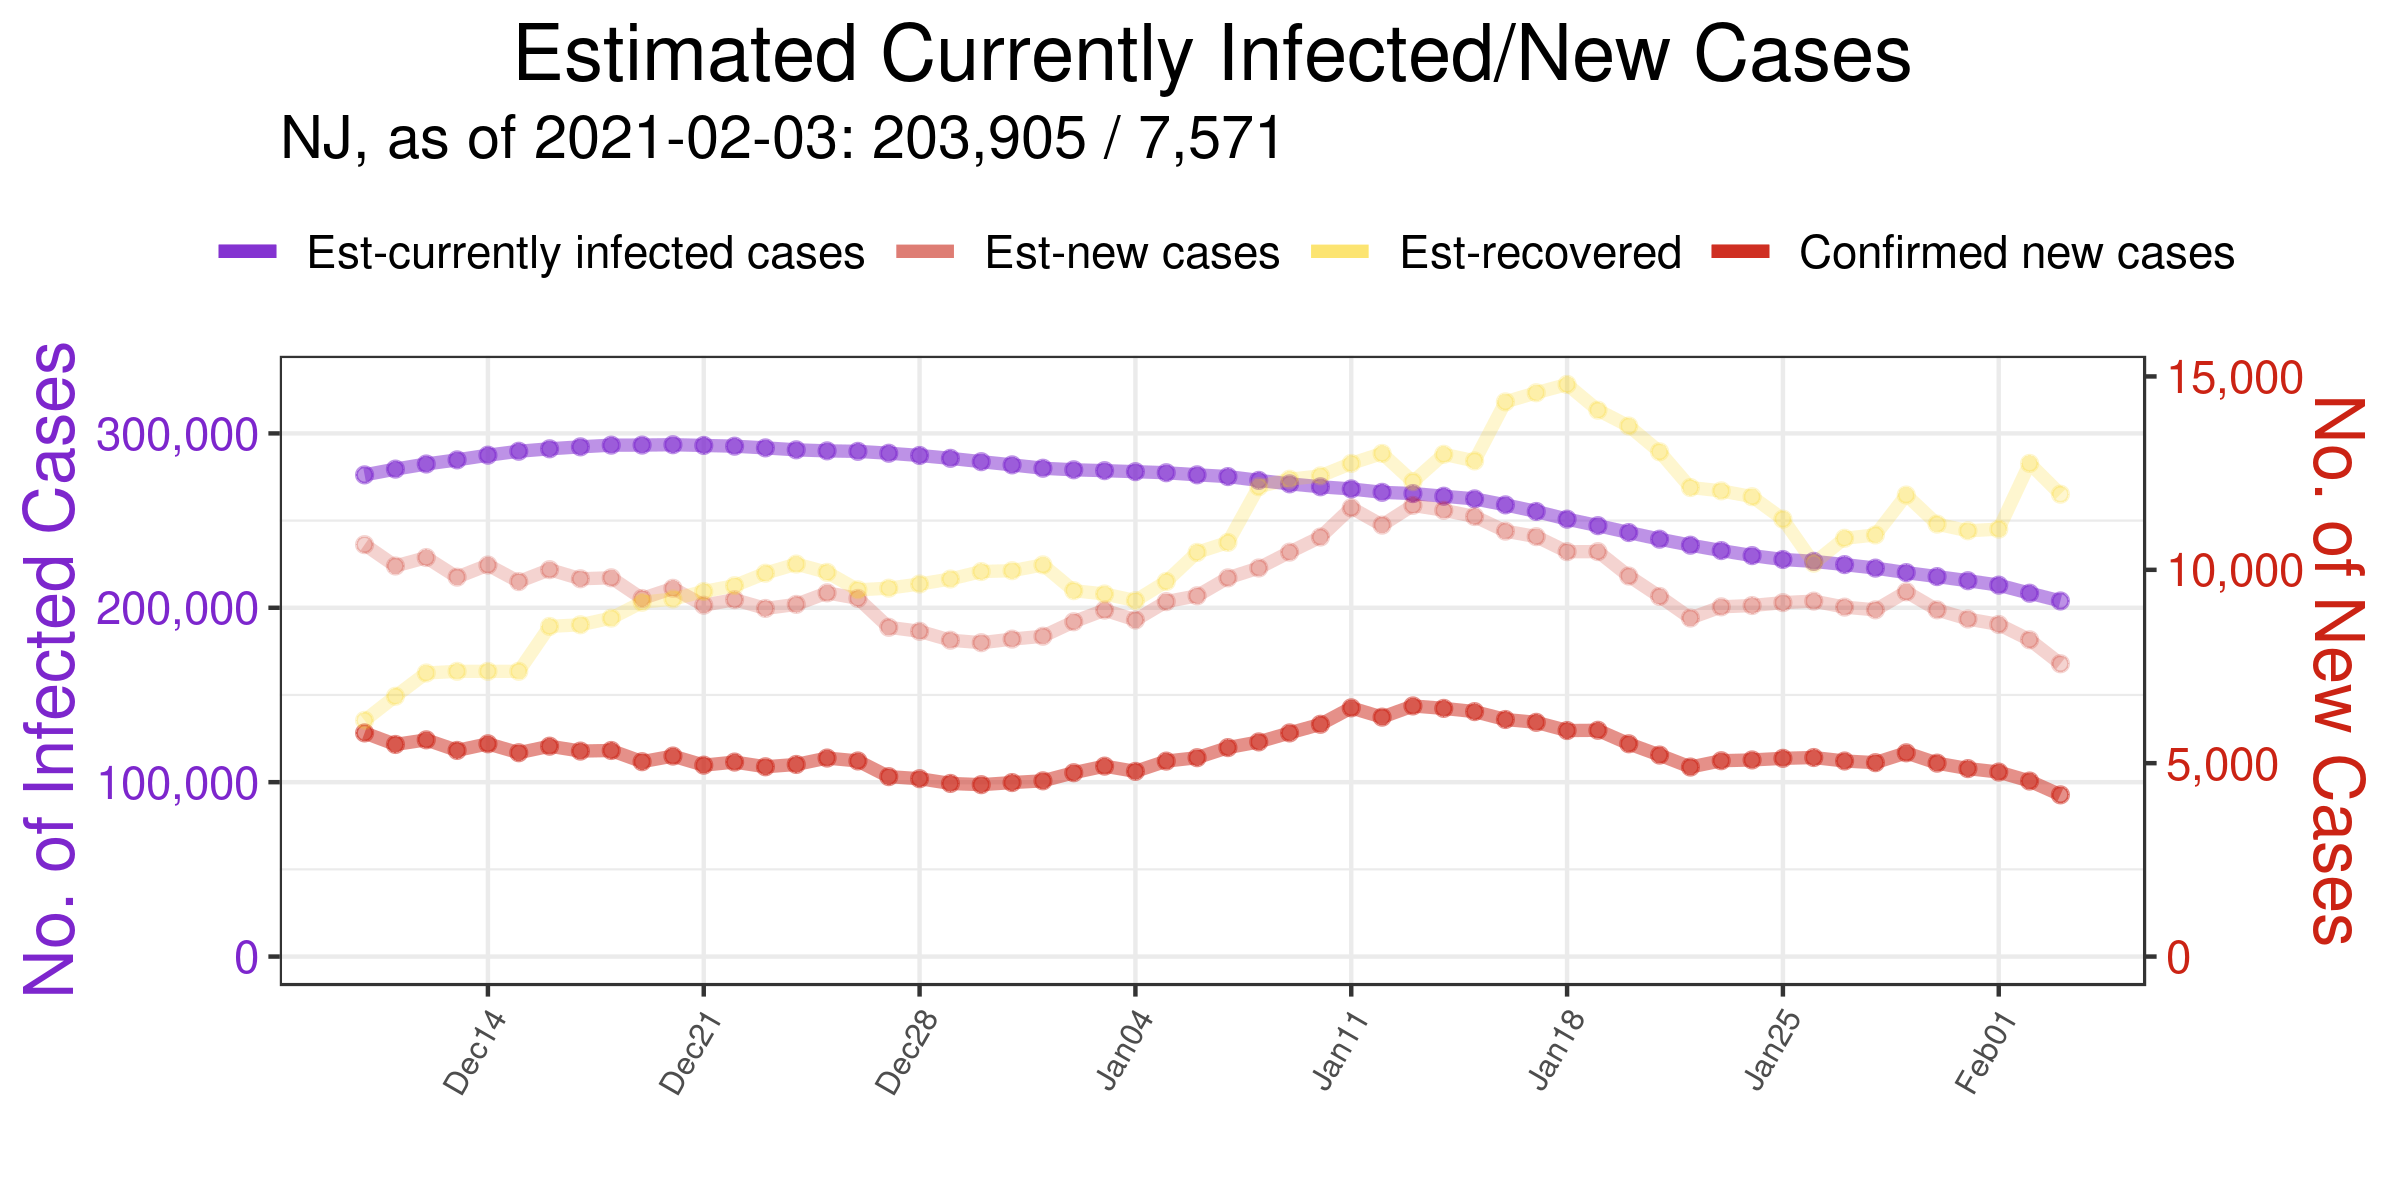 Estimated Currently Infected/New Cases
NJ, as of 2021-02-03: 203,905 / 7,571
Est-currently infected cases Est-new cases Est-recovered Confirmed new cases
No. of Infected Cases
300,000
200,000
100,000
0
15,000
10,000
5,000
0
No. of New Cases
Dec14 Dec21 Dec28 Jan04 Jan11 Jan18 Jan25 Feb01